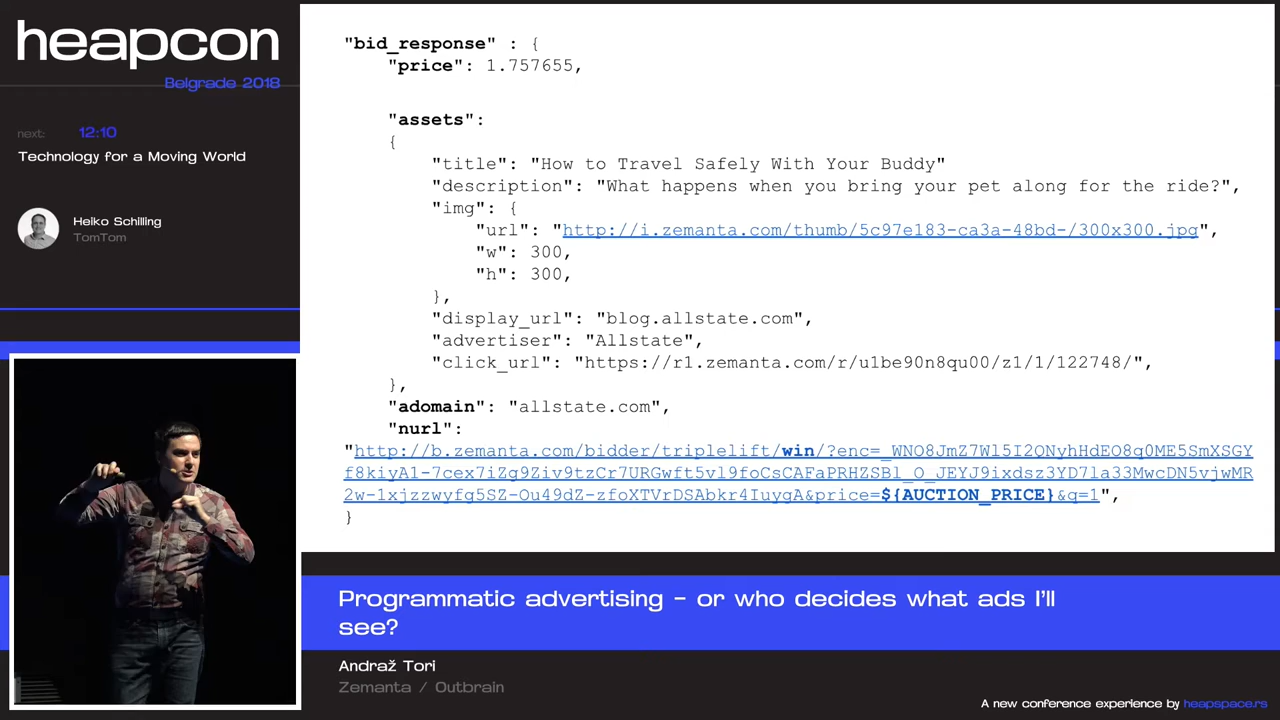 heapcon
Belgrade 2018
next: 12:10
Technology for a Moving World
Heiko Schilling
TomTom
"bid_response" : {
"price": 1.757655,
"assets":
{
"title": "How to Travel Safely With Your Buddy"
"description": "What happens when you bring your pet along for the ride?",
"img": {
"url": "http://i.zemanta.com/thumb/5c97e183-ca3a-48bd-/300x300.jpg",
"w": 300,
"h": 300,
},
"display_url": "blog.allstate.com",
"advertiser": "Allstate",
"click_url": "https://r1.zemanta.com/r/u1be90n8qu00/z1/1/122748/",
},
"adomain": "allstate.com",
"nurl":
"http://b.zemanta.com/bidder/triplelift/win/?enc=_WNO8JmZ7Wl5I2QNyhHdEO8q0ME5SmXSGY
f8kiyA1-7cex7iZg9Ziv9tzCr7URGwft5vl9foCsCAFaPRHZSBl_O_JEYJ9ixdsz3YD7la33MwcDN5vjwMR
2w-1xjzzwyfg5SZ-Ou49dZ-zfoXTVrDSAbkr4IuygA&price=${AUCTION_PRICE}&q=1",
}
Programmatic advertising - or who decides what ads I'll
see?
Andraž Tori
Zemanta / Outbrain
A new conference experience by heapspace.rs